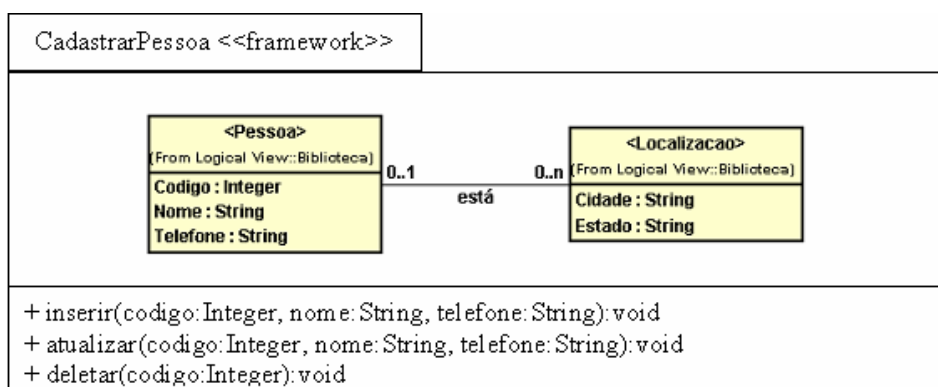 CadastrarPessoa <<framework>>
<Pessoa>
(From Logical View::Biblioteca)
Codigo : Integer
Nome : String
Telefone : String
0..1
está
0..n
<Localizacao>
(From Logical View::Biblioteca)
Cidade : String
Estado : String
+ inserir(codigo:Integer, nome:String, telefone:String):void
+ atualizar(codigo:Integer, nome:String, telefone:String):void
+ deletar(codigo:Integer):void